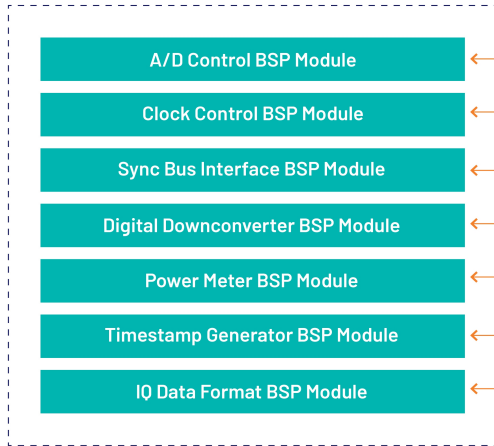 A/D Control BSP Module
Clock Control BSP Module
Sync Bus Interface BSP Module
Digital Downconverter BSP Module
Power Meter BSP Module
Timestamp Generator BSP Module
IQ Data Format BSP Module